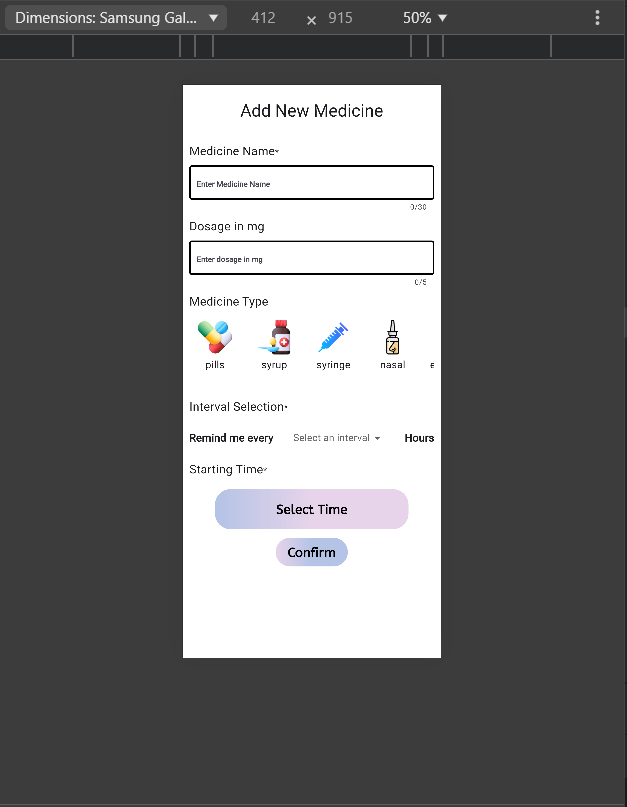 Dimensions: Samsung Gal... 412 × 915 50%
Add New Medicine
Medicine Name*
Enter Medicine Name
0/30
Dosage in mg
Enter dosage in mg
0/5
Medicine Type
pills syrup syringe nasal e
Interval Selection*
Remind me every Select an interval Hours
Starting Time*
Select Time
Confirm